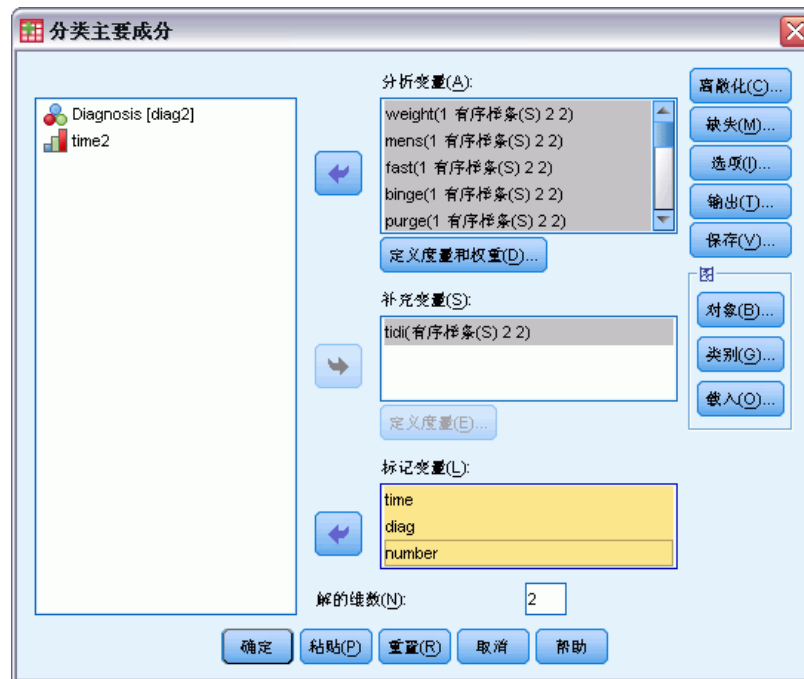 分类主要成分
Diagnosis [diag2]
time2
分析变量(A):
weight(1 有序样条(S) 2 2)
mens(1 有序样条(S) 2 2)
fast(1 有序样条(S) 2 2)
binge(1 有序样条(S) 2 2)
purge(1 有序样条(S) 2 2)
定义度量和权重(D)...
补充变量(S):
tidi(有序样条(S) 2 2)
定义度量(E)...
标记变量(L):
time
diag
number
解的维数(N):
2
离散化(C)...
缺失(M)...
选项(I)...
输出(T)...
保存(V)...
图
对象(B)...
类别(G)...
载入(O)...
确定
粘贴(P)
重置(R)
取消
帮助